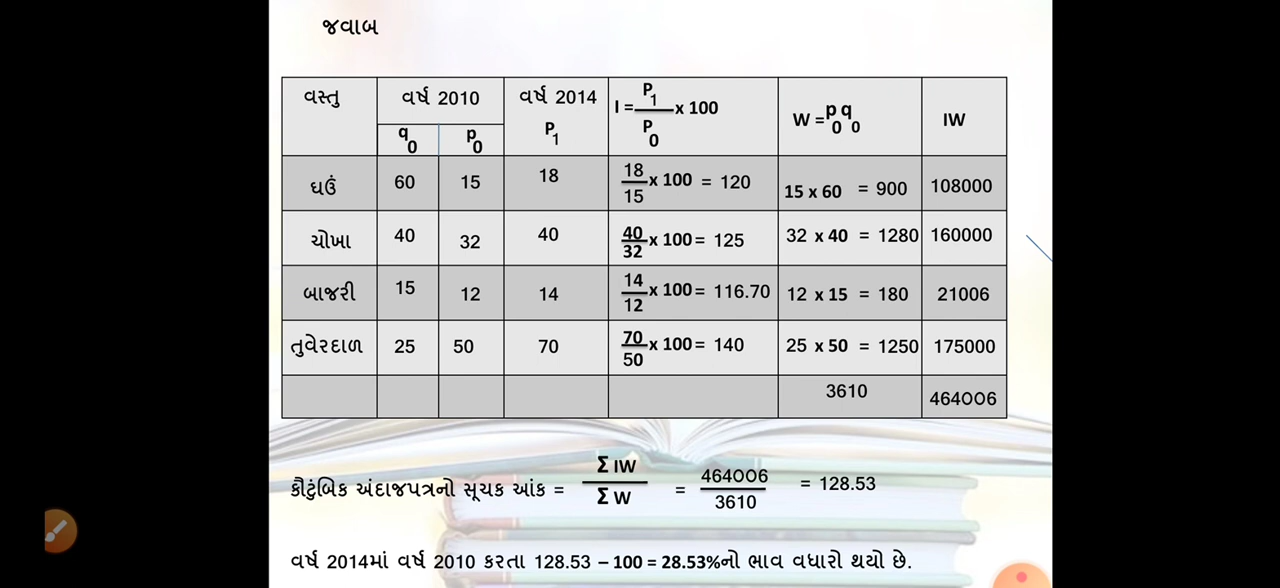 જવાબ
વસ્તુ વર્ષ 2010 વર્ષ 2014 P1 I = P1/P0 x 100 W = p0 q0 IW
q0 p0
ઘઉં 60 15 18 18/15 x 100 = 120 15 x 60 = 900 108000
ચોખા 40 32 40 40/32 x 100 = 125 32 x 40 = 1280 160000
બાજરી 15 12 14 14/12 x 100 = 116.70 12 x 15 = 180 21006
તુવેરદાળ 25 50 70 70/50 x 100 = 140 25 x 50 = 1250 175000
3610 464006
કૌટુંબિક અંદાજપત્રનો સૂચક આંક = Σ IW / Σ W = 464006 / 3610 = 128.53
વર્ષ 2014માં વર્ષ 2010 કરતા 128.53 – 100 = 28.53%નો ભાવ વધારો થયો છે.